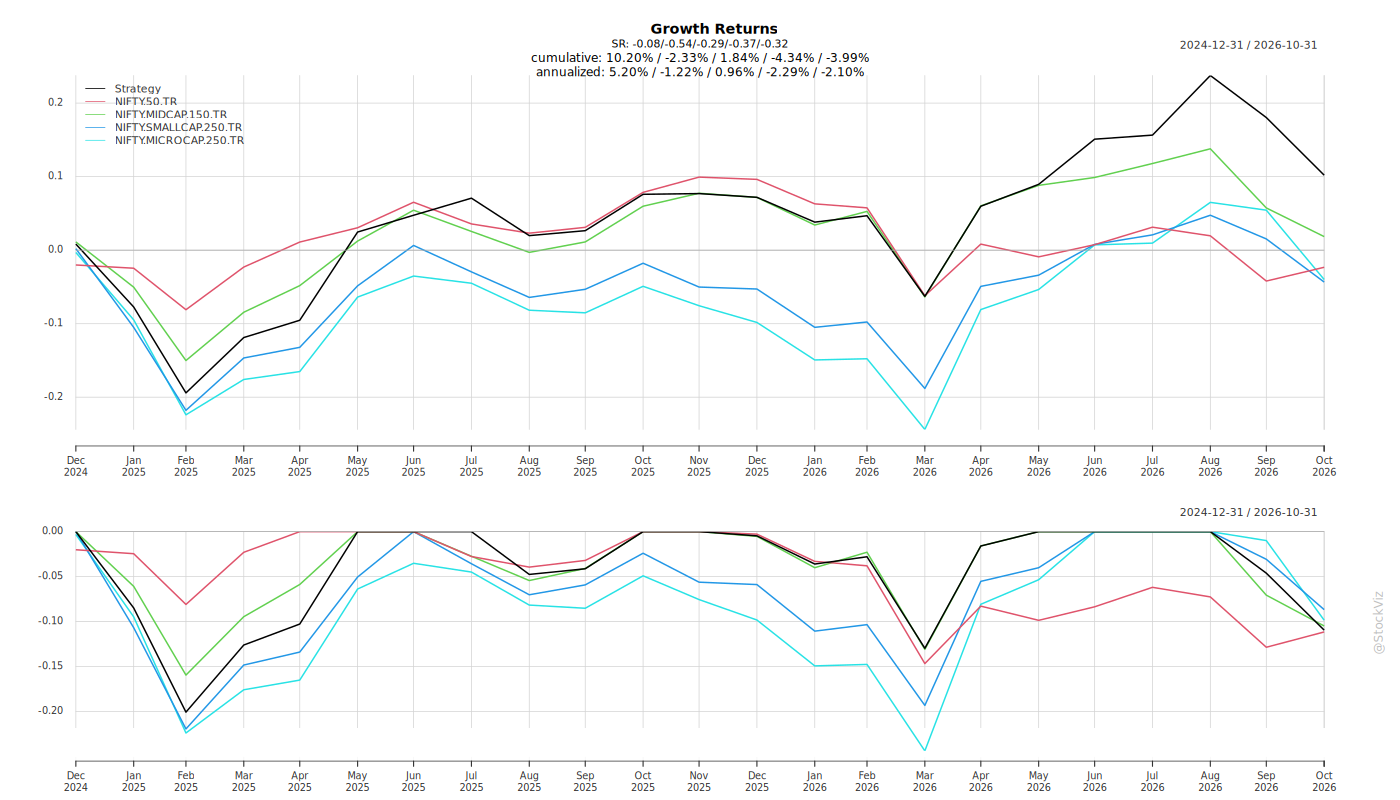 Growth Returns
SR: -0.08/-0.54/-0.29/-0.37/-0.32
cumulative: 10.20% / -2.33% / 1.84% / -4.34% / -3.99%
annualized: 5.20% / -1.22% / 0.96% / -2.29% / -2.10%
2024-12-31 / 2026-10-31
Strategy
NIFTY.50.TR
NIFTY.MIDCAP.150.TR
NIFTY.SMALLCAP.250.TR
NIFTY.MICROCAP.250.TR
0.2
0.1
0.0
-0.1
-0.2
Dec Jan Feb Mar Apr May Jun Jul Aug Sep Oct Nov Dec Jan Feb Mar Apr May Jun Jul Aug Sep Oct
2024 2025 2025 2025 2025 2025 2025 2025 2025 2025 2025 2025 2025 2026 2026 2026 2026 2026 2026 2026 2026 2026 2026
2024-12-31 / 2026-10-31
0.00
-0.05
-0.10
-0.15
-0.20
Dec Jan Feb Mar Apr May Jun Jul Aug Sep Oct Nov Dec Jan Feb Mar Apr May Jun Jul Aug Sep Oct
2024 2025 2025 2025 2025 2025 2025 2025 2025 2025 2025 2025 2025 2026 2026 2026 2026 2026 2026 2026 2026 2026 2026
@StockViz